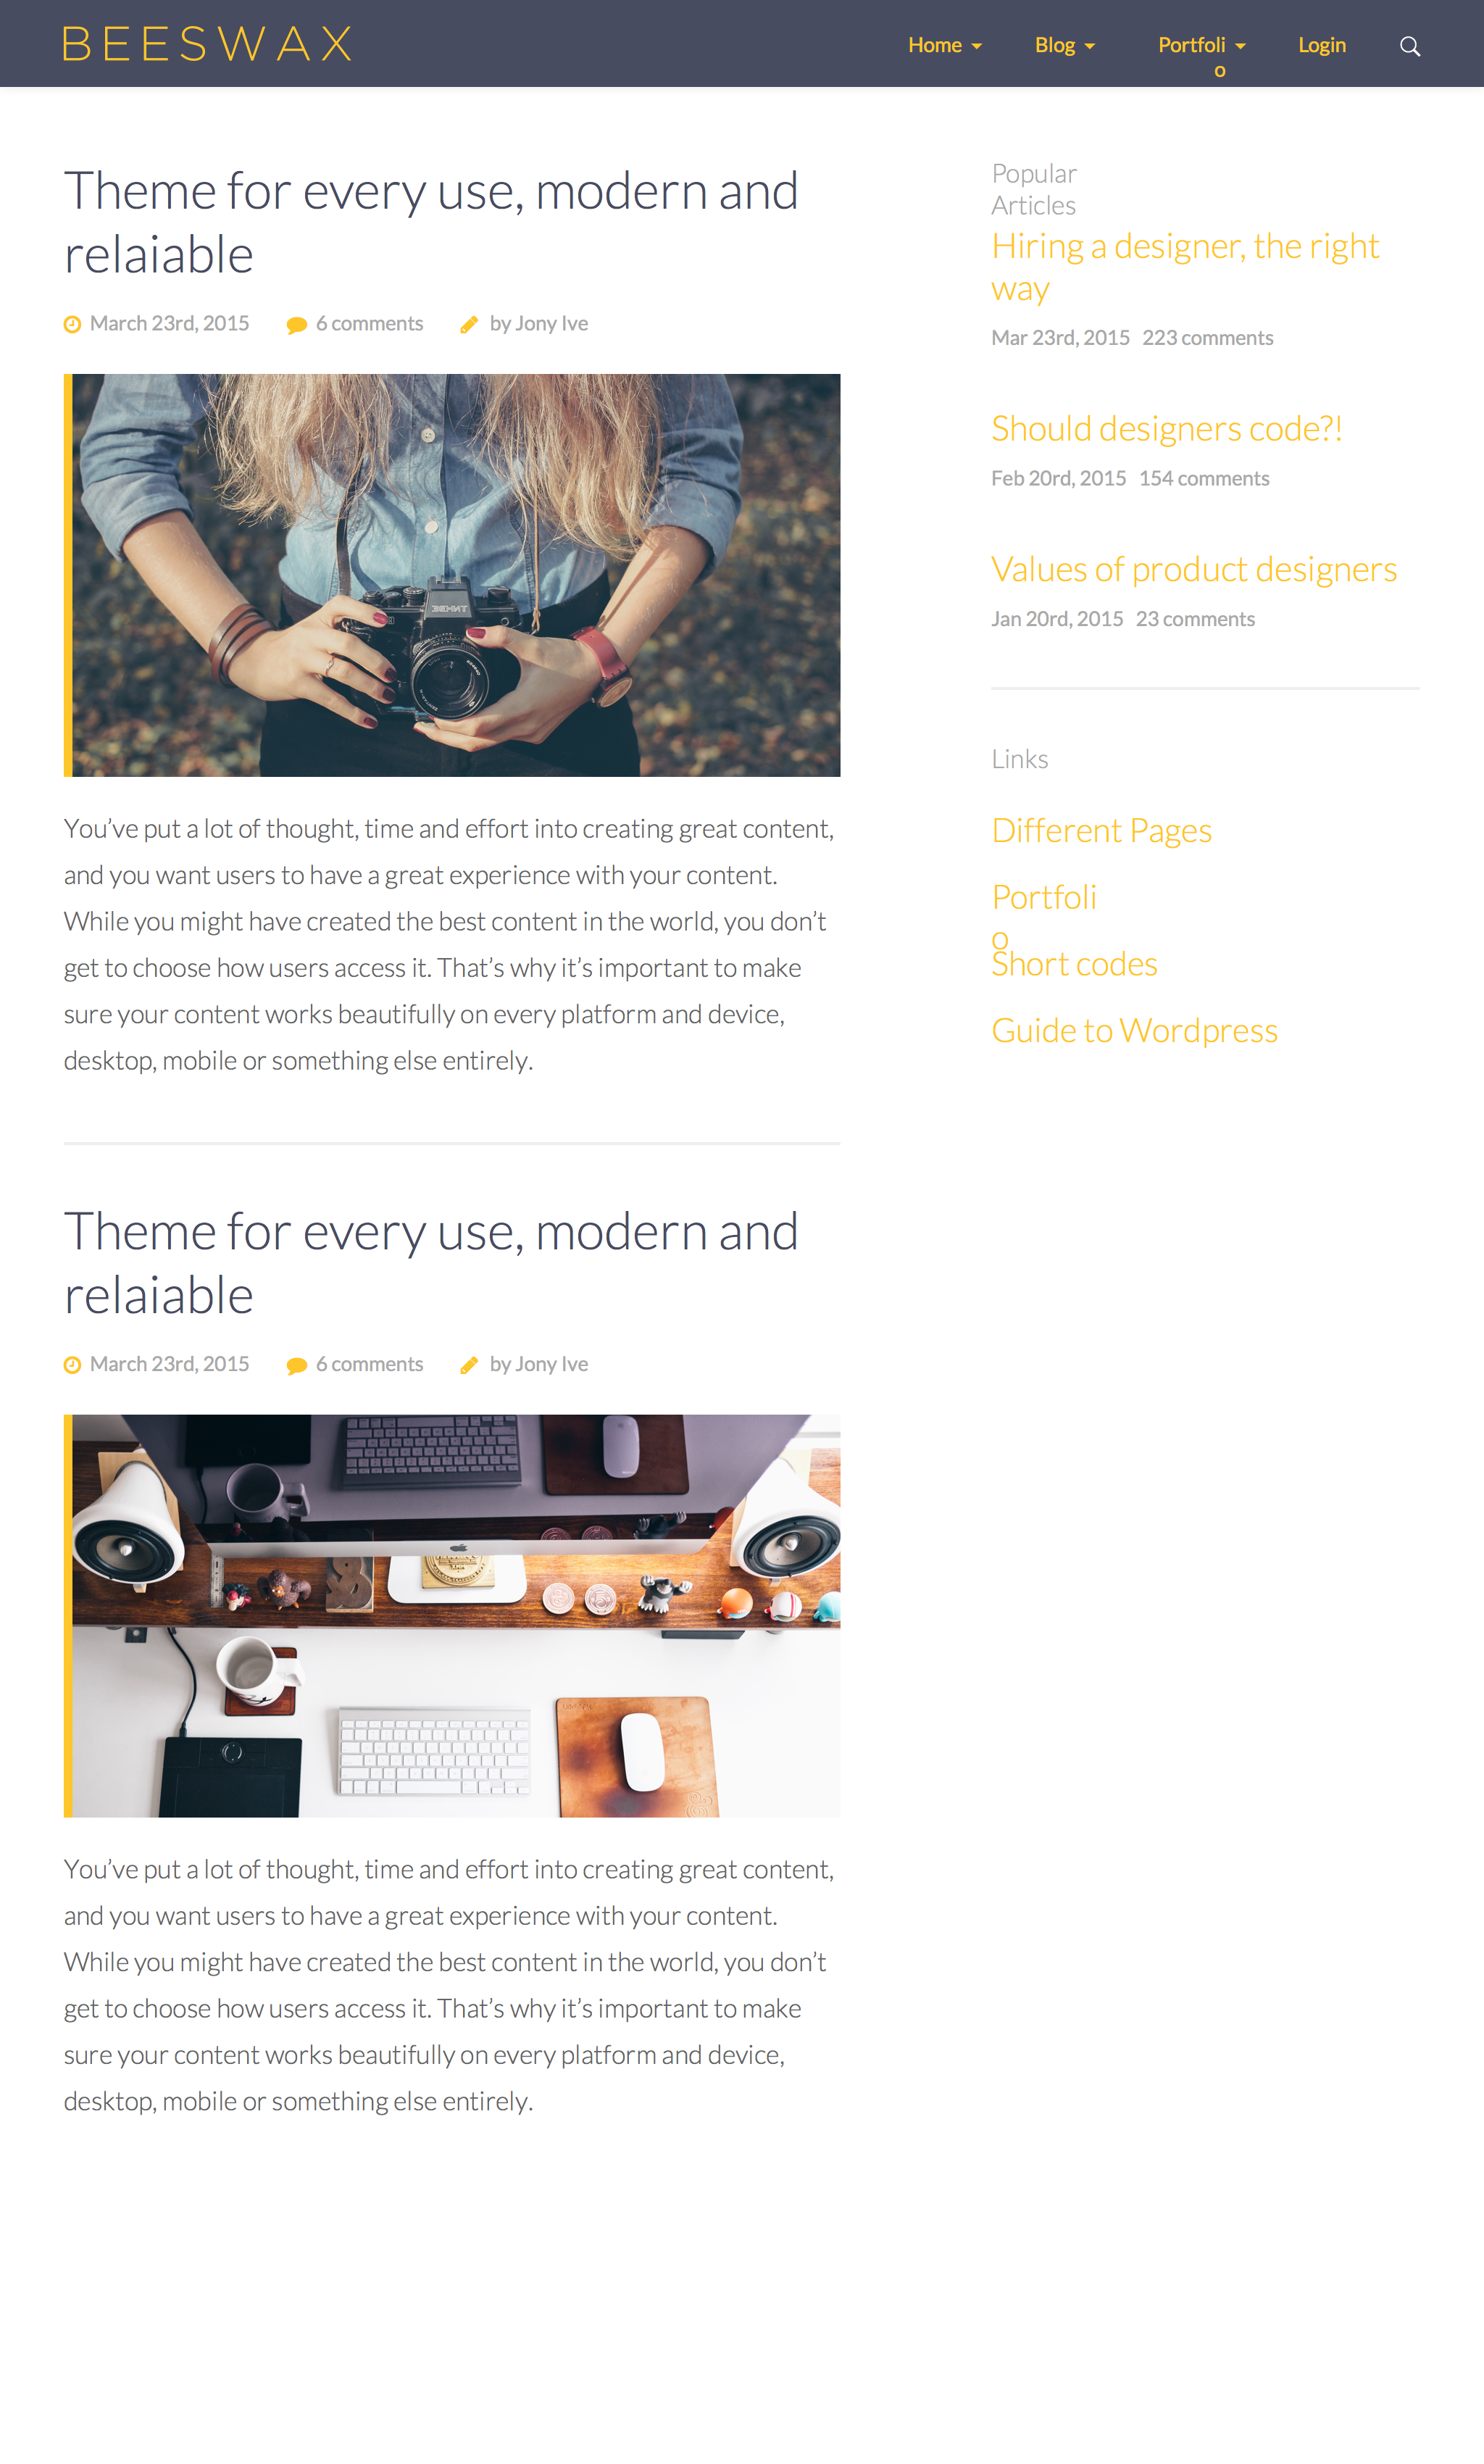 BEESWAX
Home
Blog
Portfoli
o
Login
Theme for every use, modern and
relaiable
March 23rd, 2015 6 comments by Jony Ive
ЗЕНИТ
You’ve put a lot of thought, time and effort into creating great content,
and you want users to have a great experience with your content.
While you might have created the best content in the world, you don’t
get to choose how users access it. That’s why it’s important to make
sure your content works beautifully on every platform and device,
desktop, mobile or something else entirely.
Theme for every use, modern and
relaiable
March 23rd, 2015 6 comments by Jony Ive
You’ve put a lot of thought, time and effort into creating great content,
and you want users to have a great experience with your content.
While you might have created the best content in the world, you don’t
get to choose how users access it. That’s why it’s important to make
sure your content works beautifully on every platform and device,
desktop, mobile or something else entirely.
Popular
Articles
Hiring a designer, the right
way
Mar 23rd, 2015 223 comments
Should designers code?!
Feb 20rd, 2015 154 comments
Values of product designers
Jan 20rd, 2015 23 comments
Links
Different Pages
Portfoli
o
Short codes
Guide to Wordpress